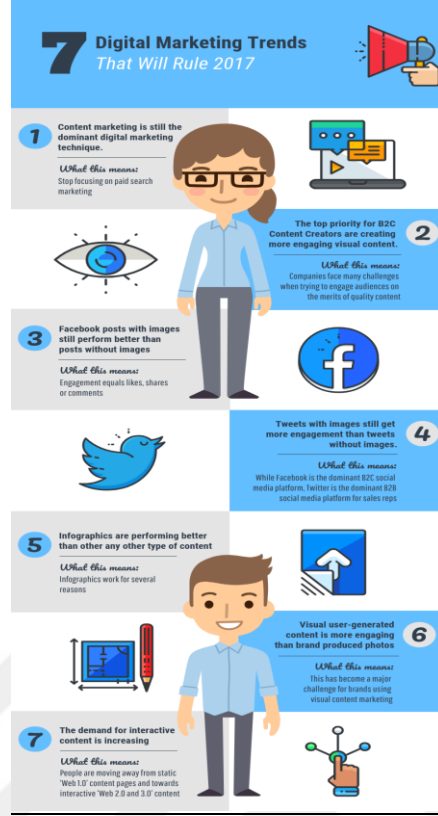 7
Digital Marketing Trends
That Will Rule 2017
1
Content marketing is still the
dominant digital marketing
technique.
What this means:
Stop focusing on paid search
marketing
The top priority for B2C
Content Creators are creating
more engaging visual content.
2
What this means:
Companies face many challenges
when trying to engage audiences on
the merits of quality content
3
Facebook posts with images
still perform better than
posts without images
What this means:
Engagement equals likes, shares
or comments
f
Tweets with images still get
more engagement than tweets
without images.
4
What this means:
While Facebook is the dominant B2C social
media platform, Twitter is the dominant B2B
social media platform for sales reps
5
Infographics are performing better
than other any other type of content
What this means:
Infographics work for several
reasons
Visual user-generated
content is more engaging
than brand produced photos
6
What this means:
This has become a major
challenge for brands using
visual content marketing
7
The demand for interactive
content is increasing
What this means:
People are moving away from static
'Web 1.0' content pages and towards
interactive 'Web 2.0 and 3.0' content